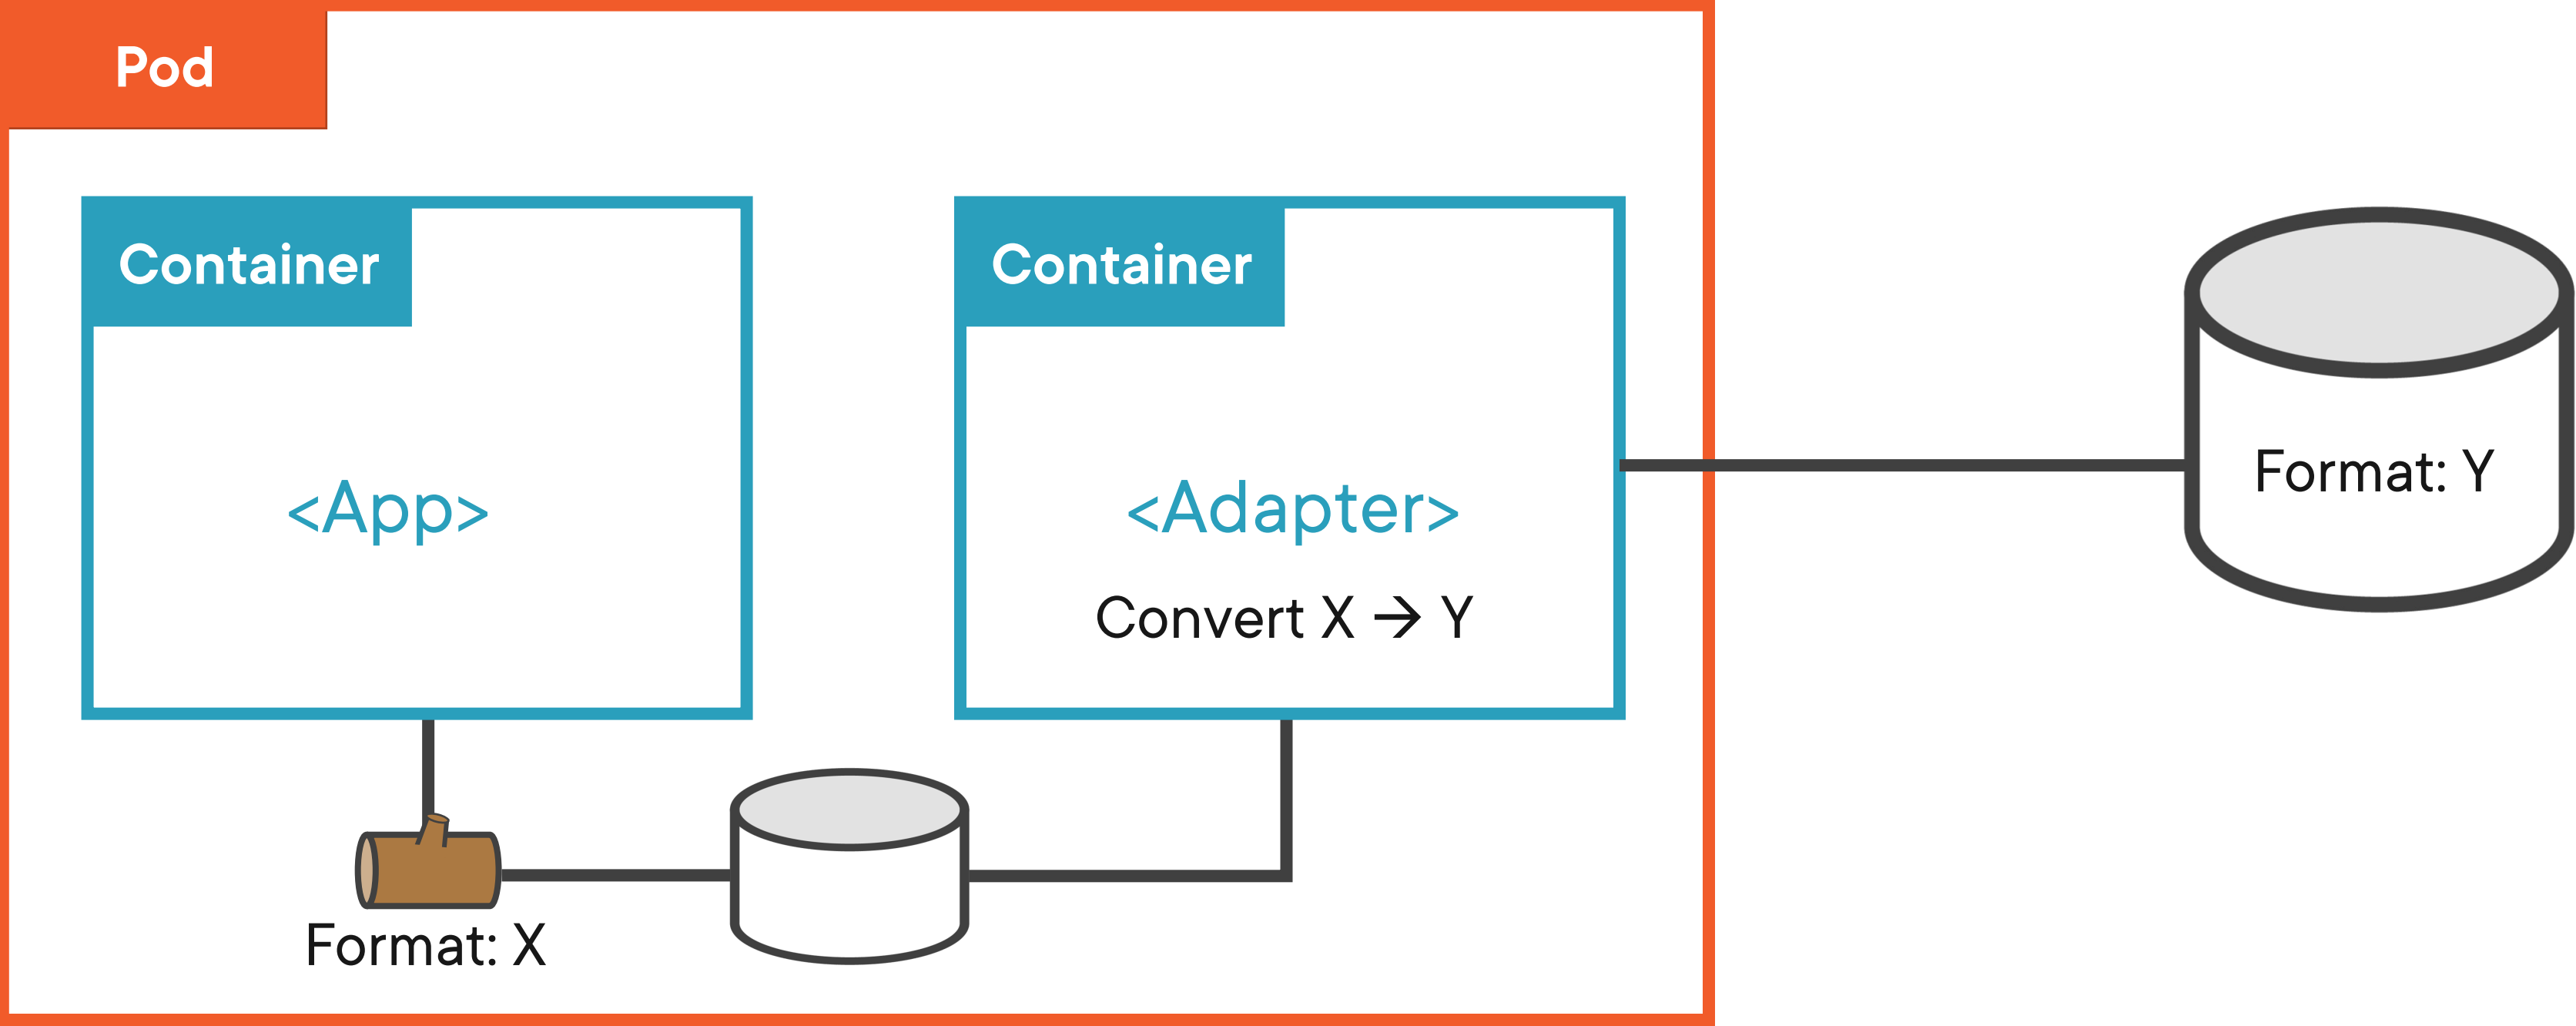 Pod
Container
<App>
Container
<Adapter>
Convert X → Y
Format: X
Format: Y